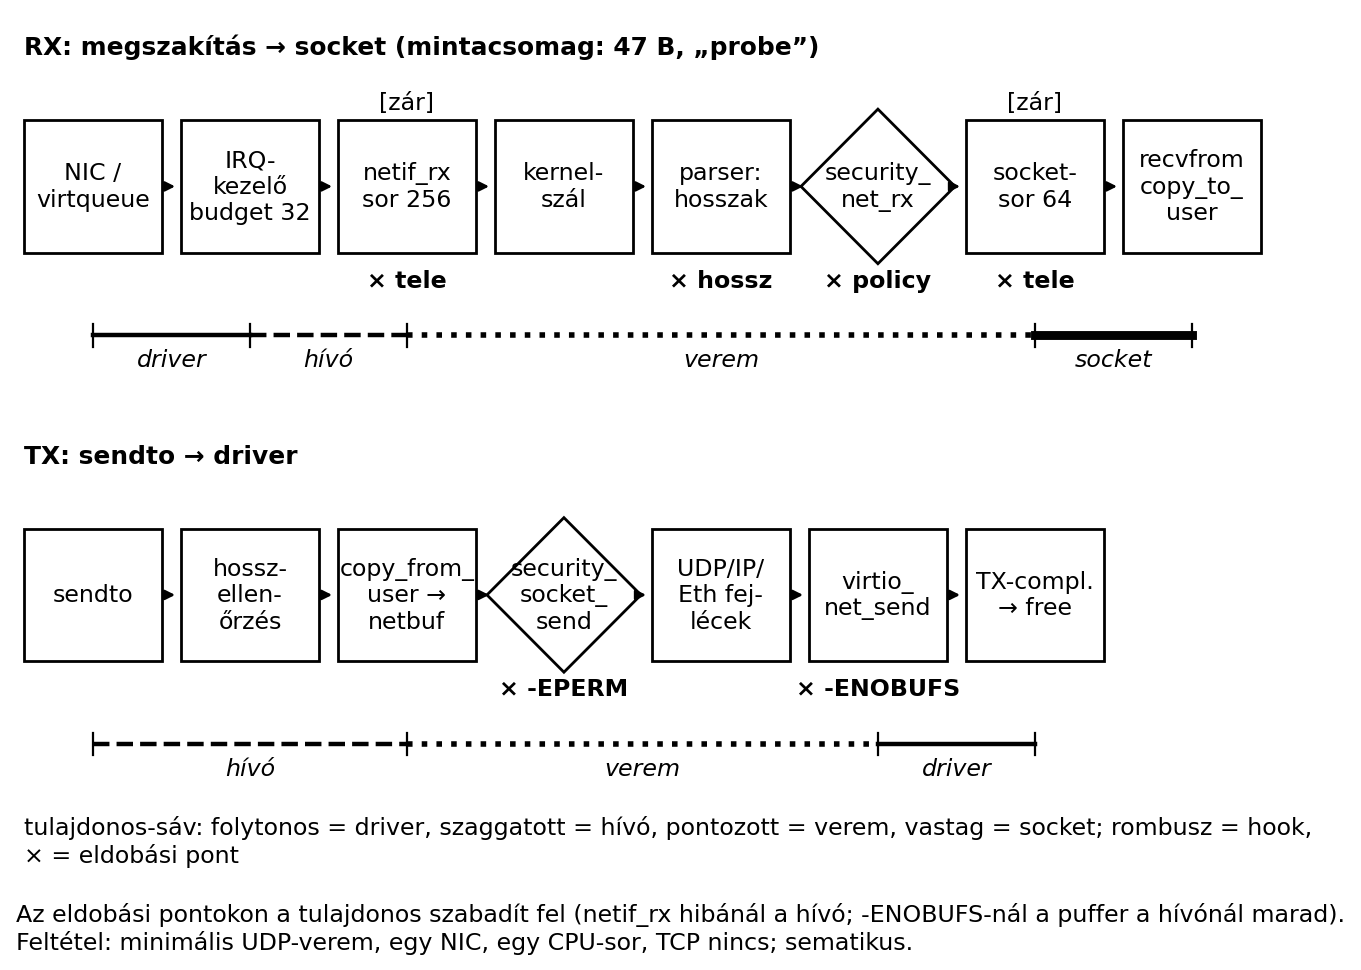 RX: megszakítás → socket (mintacsomag: 47 B, „probe”)
[zár]
[zár]
NIC /
virtqueue
IRQ-
kezelő
budget 32
netif_rx
sor 256
kernel-
szál
parser:
hosszak
security_
net_rx
socket-
sor 64
recvfrom
copy_to_
user
× tele
× hossz
× policy
× tele
driver
hívó
verem
socket
TX: sendto → driver
sendto
hossz-
ellen-
őrzés
copy_from_
user →
netbuf
security_
socket_
send
UDP/IP/
Eth fej-
lécek
virtio_
net_send
TX-compl.
→ free
× -EPERM
× -ENOBUFS
hívó
verem
driver
tulajdonos-sáv: folytonos = driver, szaggatott = hívó, pontozott = verem, vastag = socket; rombusz = hook,
× = eldobási pont
Az eldobási pontokon a tulajdonos szabadít fel (netif_rx hibánál a hívó; -ENOBUFS-nál a puffer a hívónál marad).
Feltétel: minimális UDP-verem, egy NIC, egy CPU-sor, TCP nincs; sematikus.